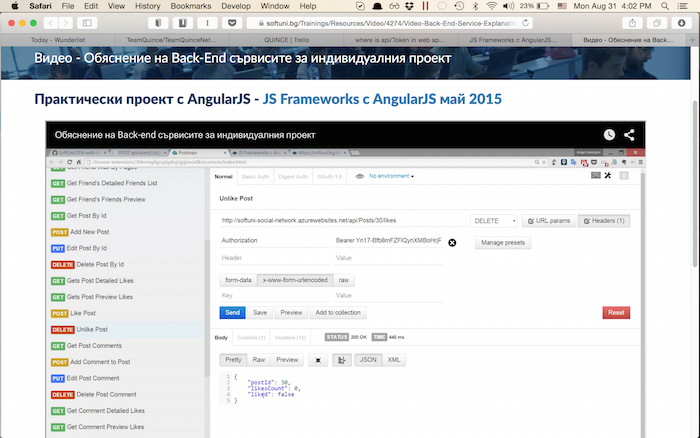 Safari File Edit View History Bookmarks Develop Window Help
23% Mon Aug 31 4:02 PM
softuni.bg/Trainings/Resources/Video/4274/Video-Back-End-Service-Explana
Today - Wunderlist
TeamQuince/TeamQuinceNet...
QUINCE | Trello
where is api/Token in web ap...
JS Frameworks с AngularJS...
Видео - Обяснение на Back...
Видео - Обяснение на Back-End сървисите за индивидуалния проект
Практически проект с AngularJS - JS Frameworks с AngularJS май 2015
Обяснение на Back-end сървисите за индивидуалния проект
Postman
Normal Basic Auth Digest Auth OAuth 1.0 No environment
GET Get Friend's Detailed Friends List
GET Get Friend's Preview Friends
GET Get Post By Id
POST Add New Post
PUT Edit Post By Id
DELETE Delete Post By Id
GET Gets Post Detailed Likes
GET Gets Post Preview Likes
POST Like Post
DELETE Unlike Post
GET Get Post Comments
POST Add Comment to Post
PUT Edit Post Comment
DELETE Delete Post Comment
GET Get Comment Detailed Likes
GET Get Comment Preview Likes
Unlike Post
http://softuni-social-network.azurewebsites.net/api/Posts/30/likes DELETE URL params Headers (1)
Authorization Bearer Yn17-Bfb8mFZFIQynXMBoHrjF Manage presets
Header Value
form-data x-www-form-urlencoded raw
Key Value
Send Save Preview Add to collection Reset
Body Cookies (1) Headers (13) STATUS 200 OK TIME 440 ms
Pretty Raw Preview JSON XML
1 {
2 "postId": 30,
3 "likesCount": 0,
4 "liked": false
5 }